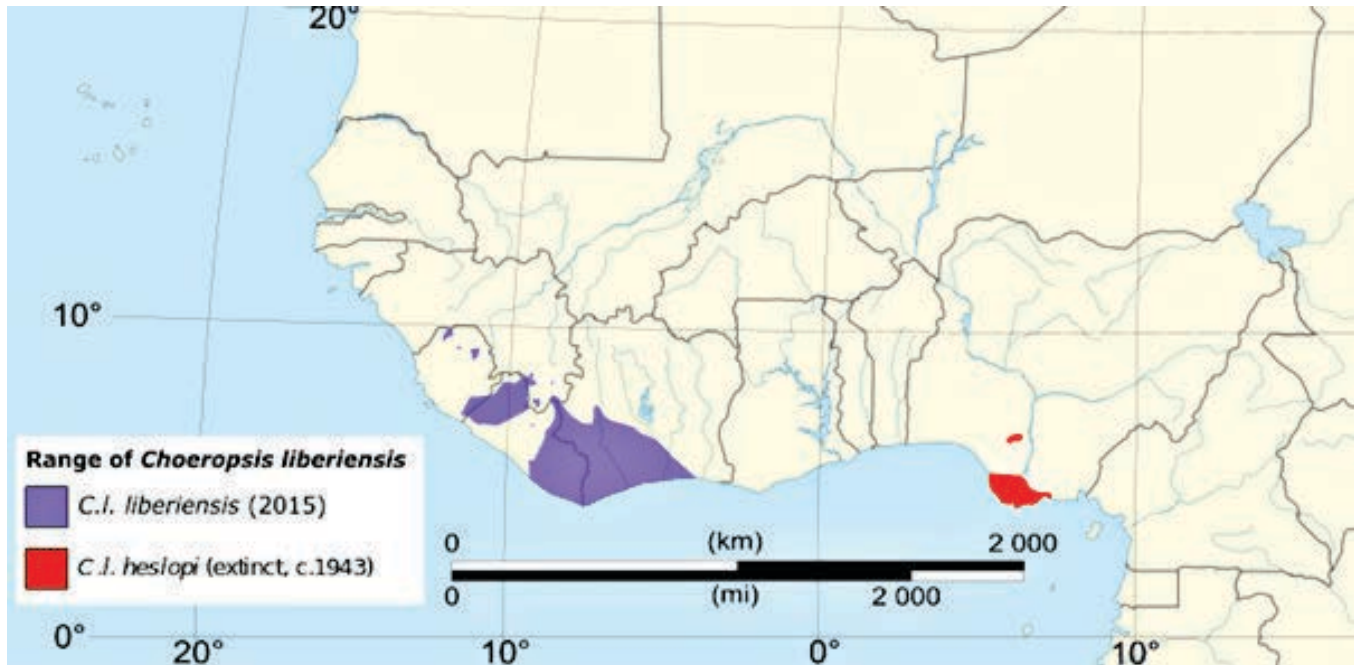 20°
10°
Range of Choeropsis liberiensis
C.l. liberiensis (2015)
C.l. heslopi (extinct, c.1943)
0 (km) 2 000
0 (mi) 2 000
0°
20° 10° 0° 10°